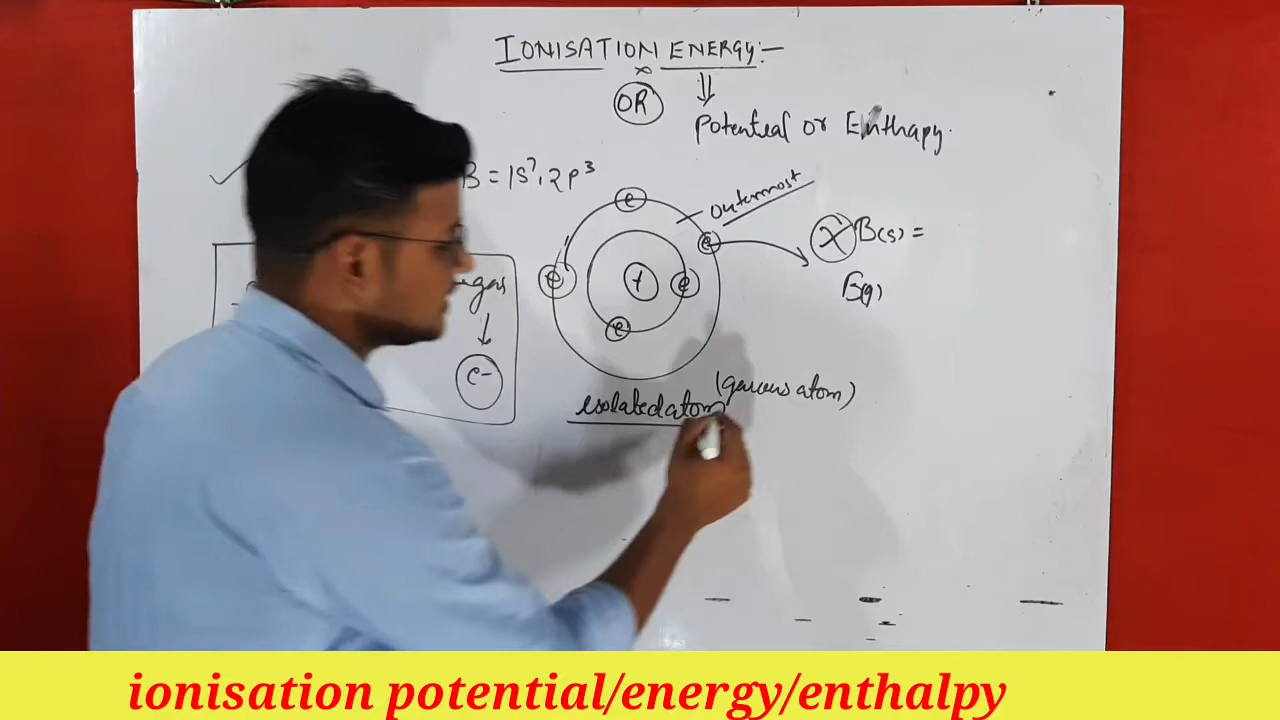 IONISATION ENERGY:-
OR
Potential or Enthapy.
B = 1S², 2P³
outermost
e
e
B(s) =
e
+
e
gas
B(g)
e
e-
(gaseous atom)
isolated atom
ionisation potential/energy/enthalpy